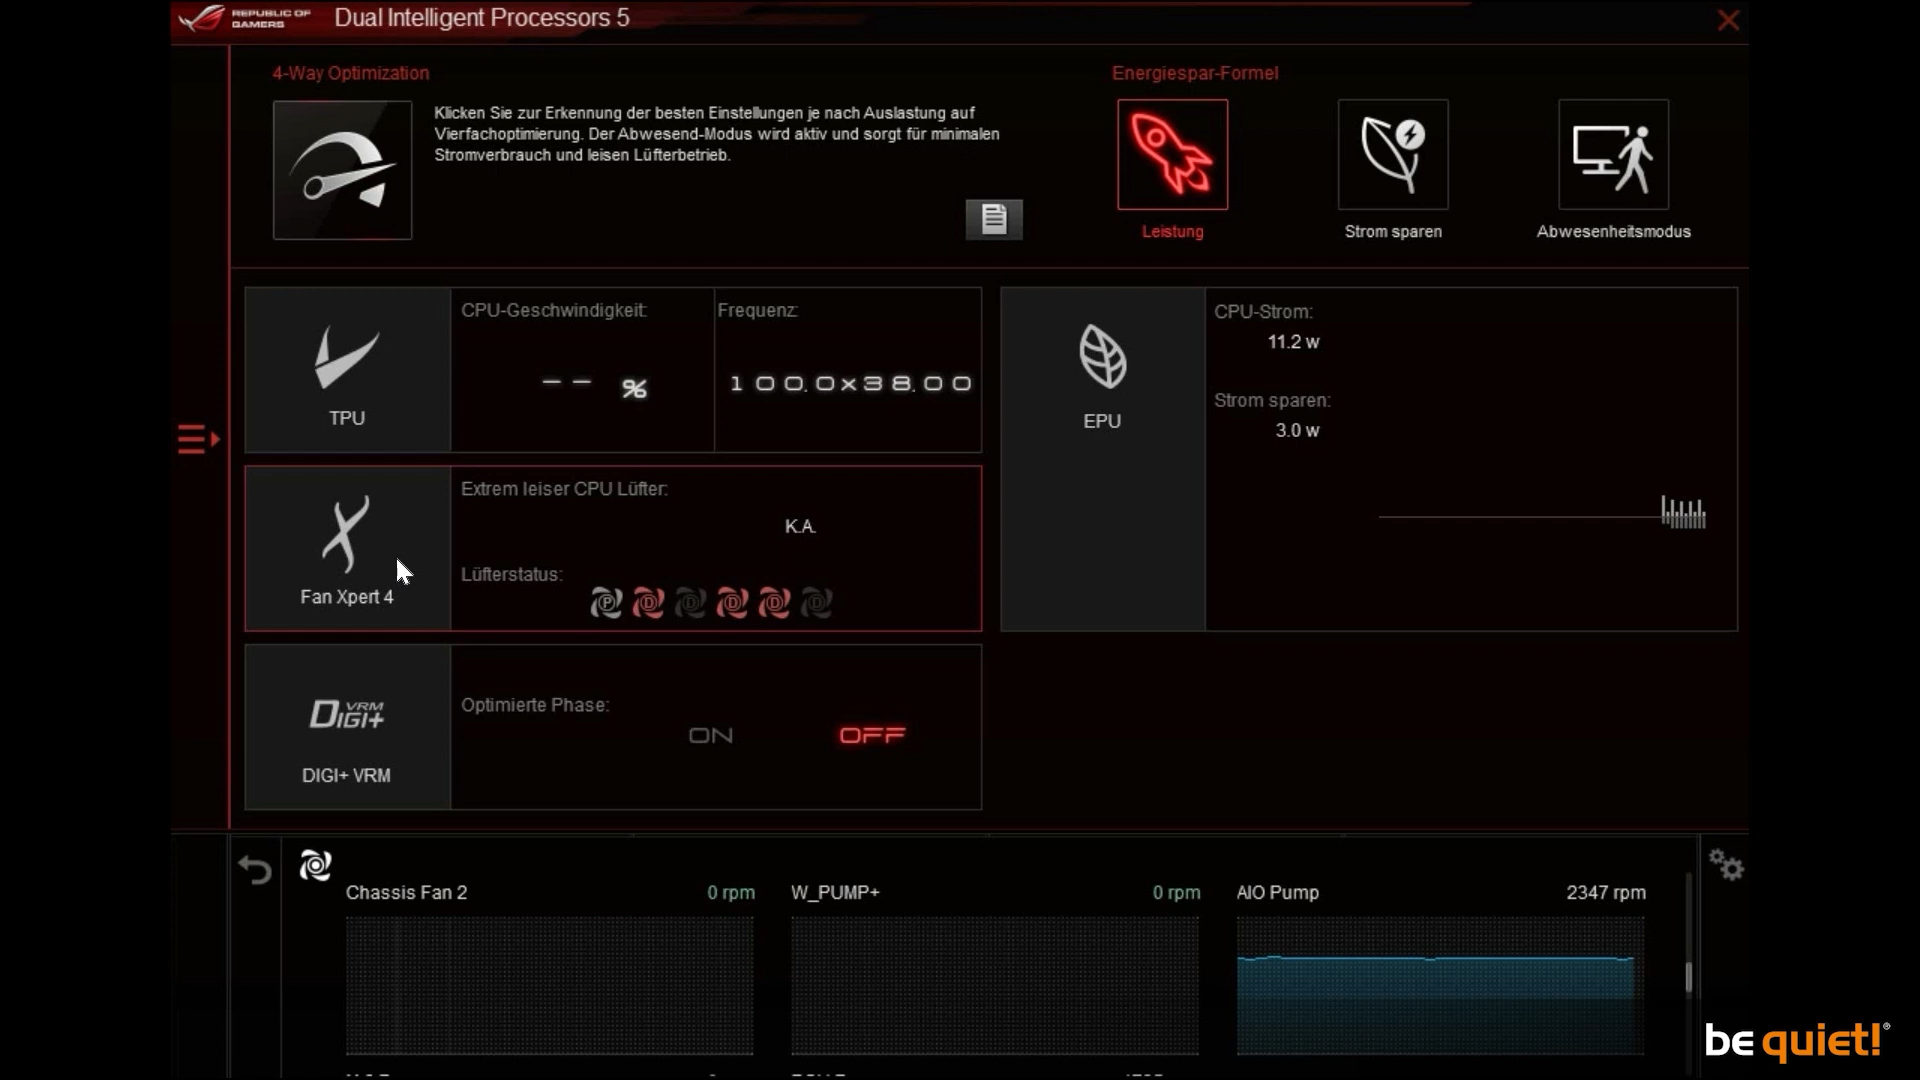 REPUBLIC OF
GAMERS
Dual Intelligent Processors 5
4-Way Optimization
Klicken Sie zur Erkennung der besten Einstellungen je nach Auslastung auf
Vierfachoptimierung. Der Abwesend-Modus wird aktiv und sorgt für minimalen
Stromverbrauch und leisen Lüfterbetrieb.
Energiespar-Formel
Leistung
Strom sparen
Abwesenheitsmodus
TPU
CPU-Geschwindigkeit:
-- %
Frequenz:
100.0x38.00
EPU
CPU-Strom:
11.2 w
Strom sparen:
3.0 w
Fan Xpert 4
Extrem leiser CPU Lüfter:
K.A.
Lüfterstatus:
P D D D D D
DIGI+ VRM
DIGI+ VRM
Optimierte Phase:
ON OFF
Chassis Fan 2 0 rpm
W_PUMP+ 0 rpm
AIO Pump 2347 rpm
be quiet!®